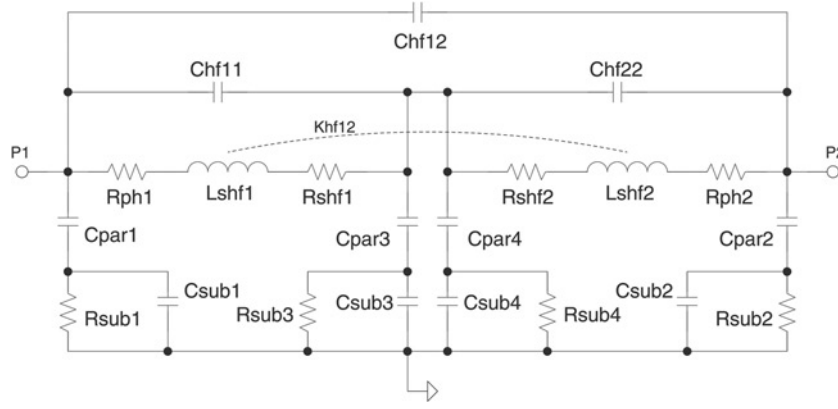 Chf12
Chf11
Chf22
Khf12
P1
P2
Rph1
Lshf1
Rshf1
Rshf2
Lshf2
Rph2
Cpar1
Cpar3
Cpar4
Cpar2
Rsub1
Csub1
Rsub3
Csub3
Csub4
Rsub4
Csub2
Rsub2